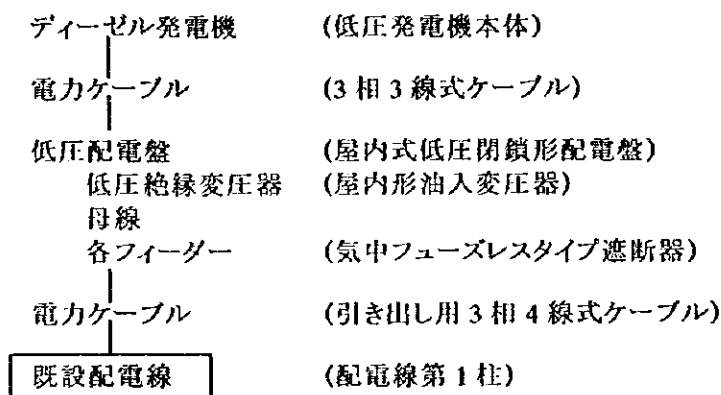 ディーゼル発電機 (低圧発電機本体)
電力ケーブル (3相3線式ケーブル)
低圧配電盤 (屋内式低圧閉鎖形配電盤)
低圧絶縁変圧器 (屋内形油入変圧器)
母線
各フィーダー (気中フューズレスタイプ遮断器)
電力ケーブル (引き出し用3相4線式ケーブル)
既設配電線 (配電線第1柱)